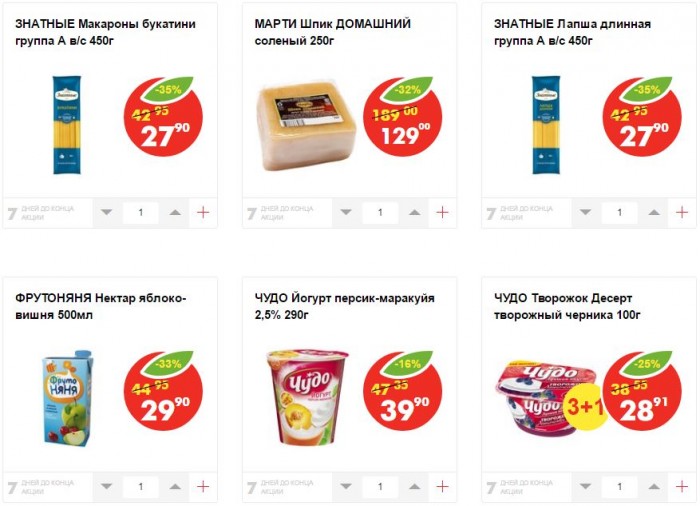 ЗНАТНЫЕ Макароны букатини
группа А в/с 450г
-35%
42 95
27 90
7 ДНЕЙ ДО КОНЦА
АКЦИИ
1
МАРТИ Шпик ДОМАШНИЙ
соленый 250г
-32%
189 00
129 00
7 ДНЕЙ ДО КОНЦА
АКЦИИ
1
ЗНАТНЫЕ Лапша длинная
группа А в/с 450г
-35%
42 95
27 90
7 ДНЕЙ ДО КОНЦА
АКЦИИ
1
ФРУТОНЯНЯ Нектар яблоко-
вишня 500мл
Фруто
НЯНЯ
-33%
44 95
29 90
7 ДНЕЙ ДО КОНЦА
АКЦИИ
1
ЧУДО Йогурт персик-маракуйя
2,5% 290г
Чудо
ЙОГУРТ
-16%
47 35
39 90
7 ДНЕЙ ДО КОНЦА
АКЦИИ
1
ЧУДО Творожок Десерт
творожный черника 100г
Чудо
3+1
-25%
38 55
28 91
7 ДНЕЙ ДО КОНЦА
АКЦИИ
1